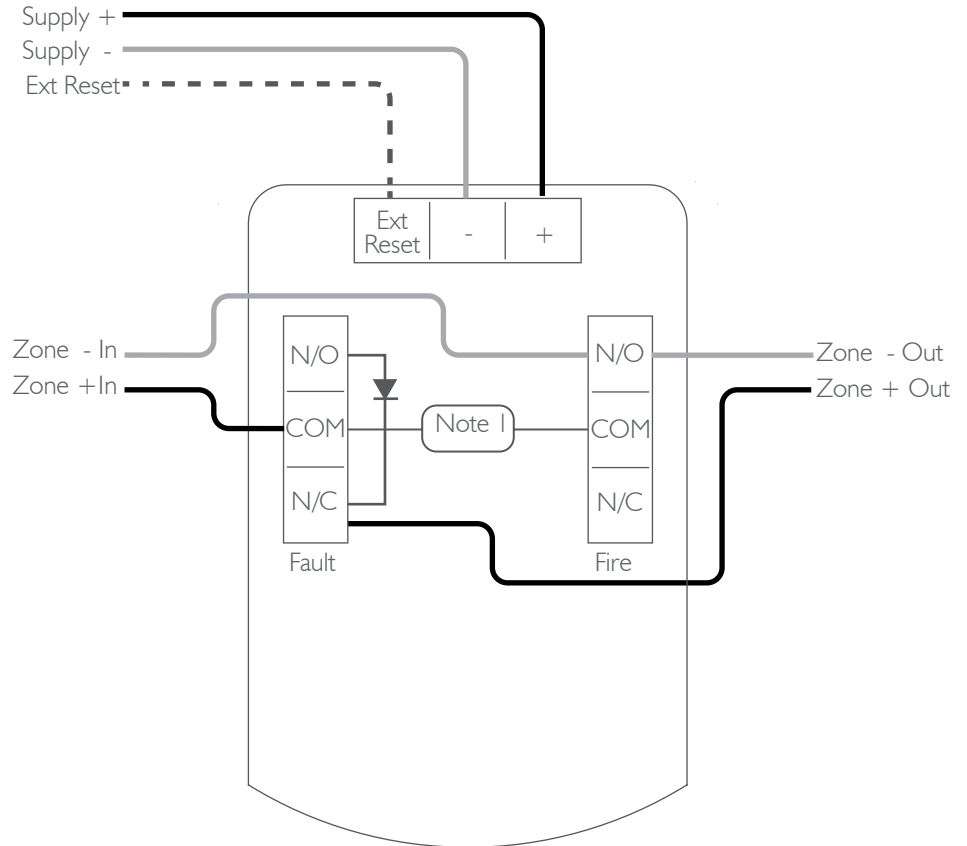 Supply +
Supply -
Ext Reset
Ext
Reset
-
+
Zone - In
Zone +In
N/O
COM
N/C
Fault
Note 1
N/O
COM
N/C
Fire
Zone - Out
Zone + Out